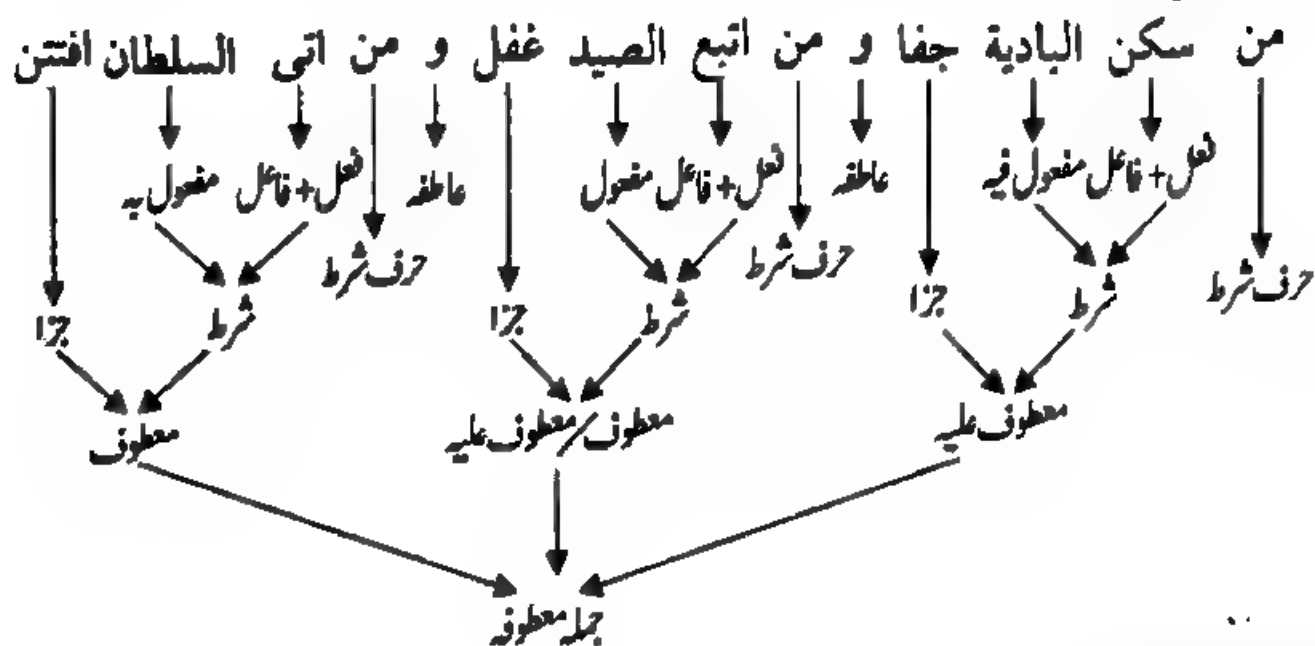 من سكن البادية جفا و من اتبع الصيد غفل و من اتى السلطان افتتن
فعل+فاعل مفعول فیہ عاطفہ فعل+فاعل مفعول عاطفہ فعل+فاعل مفعول بہ
حرف شرط حرف شرط حرف شرط
شرط جزا شرط جزا شرط جزا
معطوف علیہ معطوف/معطوف علیہ معطوف
جملہ معطوفہ